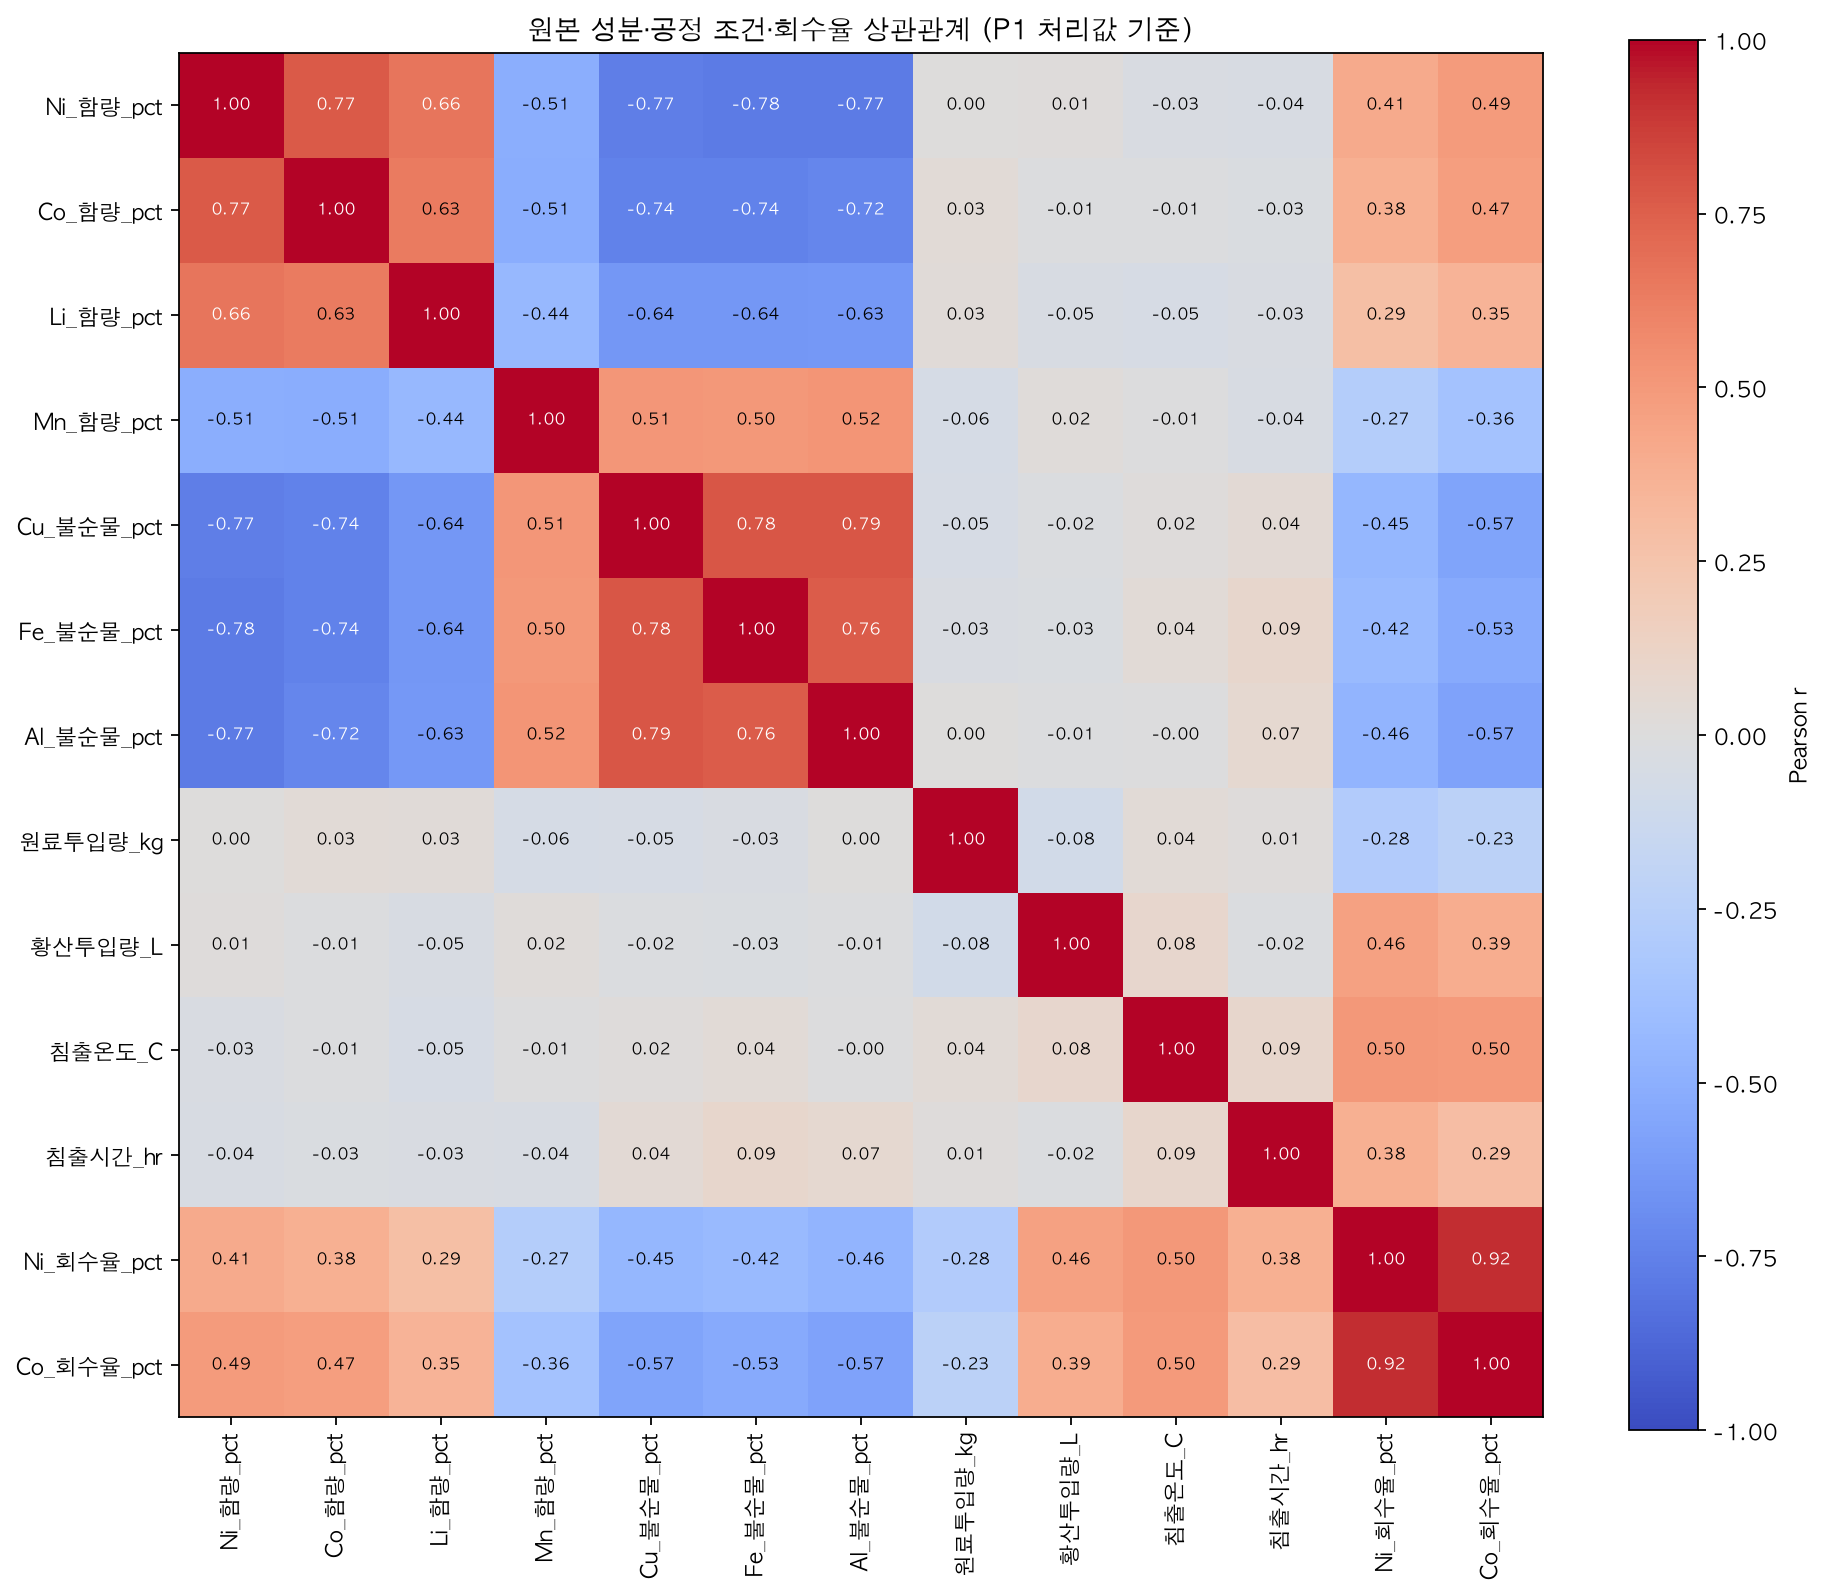 원본 성분·공정 조건·회수율 상관관계 (P1 처리값 기준)
Ni_함량_pct 1.00 0.77 0.66 -0.51 -0.77 -0.78 -0.77 0.00 0.01 -0.03 -0.04 0.41 0.49
Co_함량_pct 0.77 1.00 0.63 -0.51 -0.74 -0.74 -0.72 0.03 -0.01 -0.01 -0.03 0.38 0.47
Li_함량_pct 0.66 0.63 1.00 -0.44 -0.64 -0.64 -0.63 0.03 -0.05 -0.05 -0.03 0.29 0.35
Mn_함량_pct -0.51 -0.51 -0.44 1.00 0.51 0.50 0.52 -0.06 0.02 -0.01 -0.04 -0.27 -0.36
Cu_불순물_pct -0.77 -0.74 -0.64 0.51 1.00 0.78 0.79 -0.05 -0.02 0.02 0.04 -0.45 -0.57
Fe_불순물_pct -0.78 -0.74 -0.64 0.50 0.78 1.00 0.76 -0.03 -0.03 0.04 0.09 -0.42 -0.53
Al_불순물_pct -0.77 -0.72 -0.63 0.52 0.79 0.76 1.00 0.00 -0.01 -0.00 0.07 -0.46 -0.57
원료투입량_kg 0.00 0.03 0.03 -0.06 -0.05 -0.03 0.00 1.00 -0.08 0.04 0.01 -0.28 -0.23
황산투입량_L 0.01 -0.01 -0.05 0.02 -0.02 -0.03 -0.01 -0.08 1.00 0.08 -0.02 0.46 0.39
침출온도_C -0.03 -0.01 -0.05 -0.01 0.02 0.04 -0.00 0.04 0.08 1.00 0.09 0.50 0.50
침출시간_hr -0.04 -0.03 -0.03 -0.04 0.04 0.09 0.07 0.01 -0.02 0.09 1.00 0.38 0.29
Ni_회수율_pct 0.41 0.38 0.29 -0.27 -0.45 -0.42 -0.46 -0.28 0.46 0.50 0.38 1.00 0.92
Co_회수율_pct 0.49 0.47 0.35 -0.36 -0.57 -0.53 -0.57 -0.23 0.39 0.50 0.29 0.92 1.00
Ni_함량_pct
Co_함량_pct
Li_함량_pct
Mn_함량_pct
Cu_불순물_pct
Fe_불순물_pct
Al_불순물_pct
원료투입량_kg
황산투입량_L
침출온도_C
침출시간_hr
Ni_회수율_pct
Co_회수율_pct
1.00
0.75
0.50
0.25
0.00
-0.25
-0.50
-0.75
-1.00
Pearson r